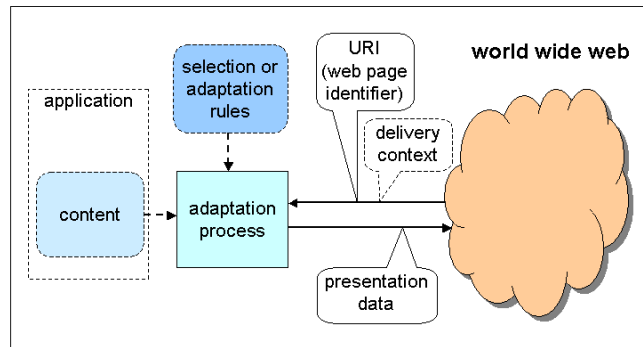 application
content
selection or
adaptation
rules
adaptation
process
URI
(web page
identifier)
delivery
context
presentation
data
world wide web